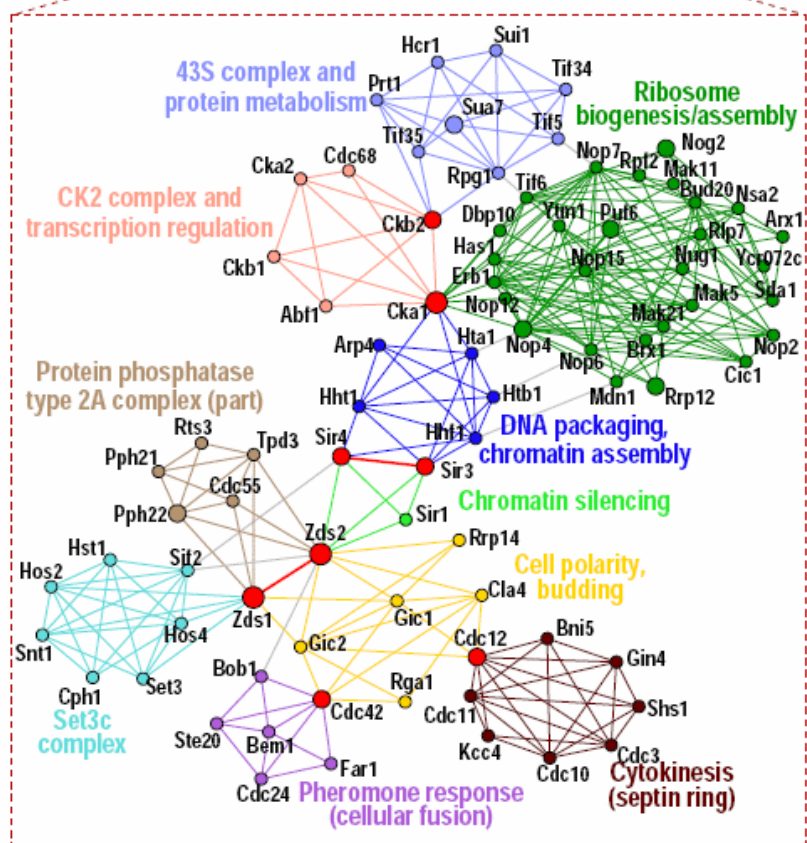 Sui1
Hcr1
43S complex and
protein metabolism
Tif34
Prt1
Sua7
Ribosome
biogenesis/assembly
Tif35
Tif5
Nog2
Cdc68
Nop7
Rpf2
Mak11
Cka2
Rpg1
Tif6
Bud20
Nsa2
CK2 complex and
transcription regulation
Ckb2
Dbp10
Ytm1
Puf6
Arx1
Has1
Rlp7
Ckb1
Nop15
Nug1
Ycr072c
Erb1
Sda1
Abf1
Cka1
Nop12
Mak5
Mak21
Arp4
Hta1
Nop4
Nop6
Brx1
Nop2
Cic1
Protein phosphatase
type 2A complex (part)
Hht1
Htb1
Mdn1
Rrp12
Rts3
Tpd3
Sir4
Hhf1
DNA packaging,
chromatin assembly
Pph21
Sir3
Cdc55
Chromatin silencing
Pph22
Sir1
Zds2
Rrp14
Hst1
Sif2
Cell polarity,
budding
Hos2
Cla4
Zds1
Gic1
Snt1
Hos4
Gic2
Cdc12
Bni5
Gin4
Cph1
Set3
Bob1
Rga1
Set3c
complex
Cdc42
Cdc11
Shs1
Ste20
Bem1
Kcc4
Cdc3
Far1
Cdc10
Cdc24
Pheromone response
(cellular fusion)
Cytokinesis
(septin ring)